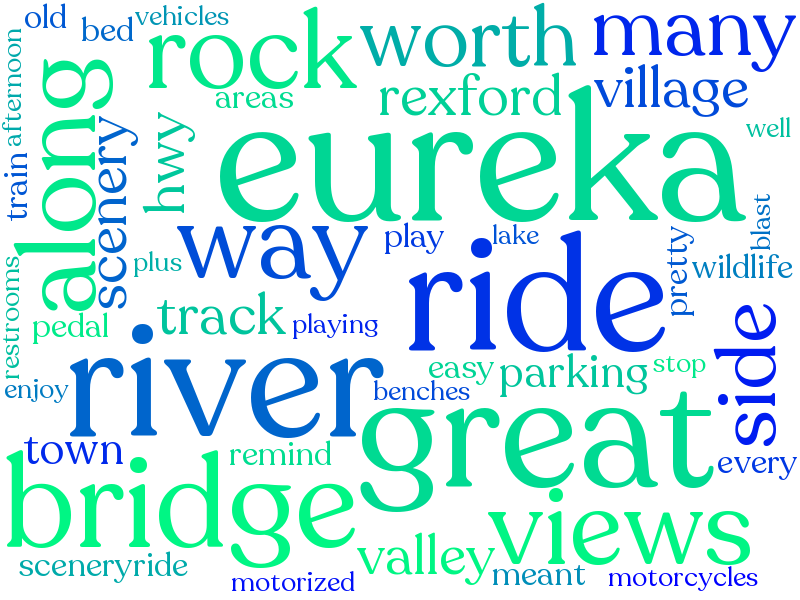 old
bed
vehicles
rock
worth
many
afternoon
along
areas
rexford
village
well
train
scenery
hwy
eureka
blast
way
play
lake
ride
pretty
wildlife
restrooms
plus
pedal
track
playing
river
easy
parking
stop
side
enjoy
benches
great
town
remind
every
bridge
views
valley
sceneryride
meant
motorcycles
motorized